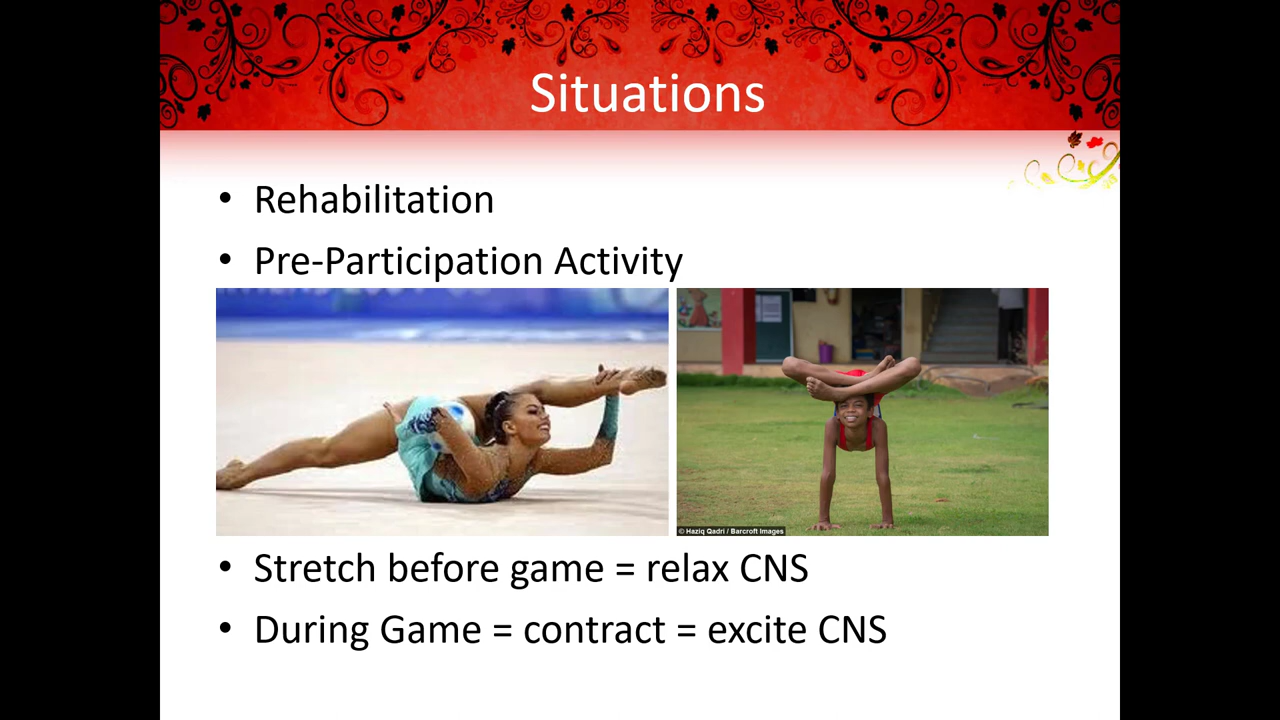 Situations
• Rehabilitation
• Pre-Participation Activity
© Haziq Qadri / Barcroft Images
• Stretch before game = relax CNS
• During Game = contract = excite CNS